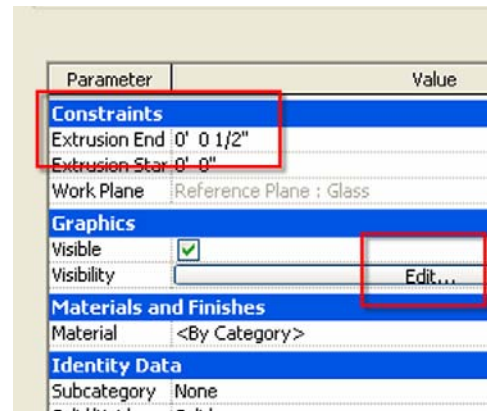 Parameter Value
Constraints
Extrusion End 0' 0 1/2"
Extrusion Star 0' 0"
Work Plane Reference Plane : Glass
Graphics
Visible
Visibility Edit...
Materials and Finishes
Material <By Category>
Identity Data
Subcategory None